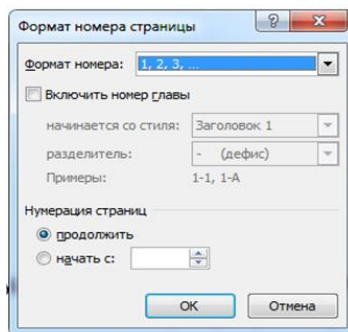 Формат номера страницы
Формат номера: 1, 2, 3, ...
Включить номер главы
начинается со стиля: Заголовок 1
разделитель: - (дефис)
Примеры: 1-1, 1-A
Нумерация страниц
продолжить
начать с:
ОК Отмена